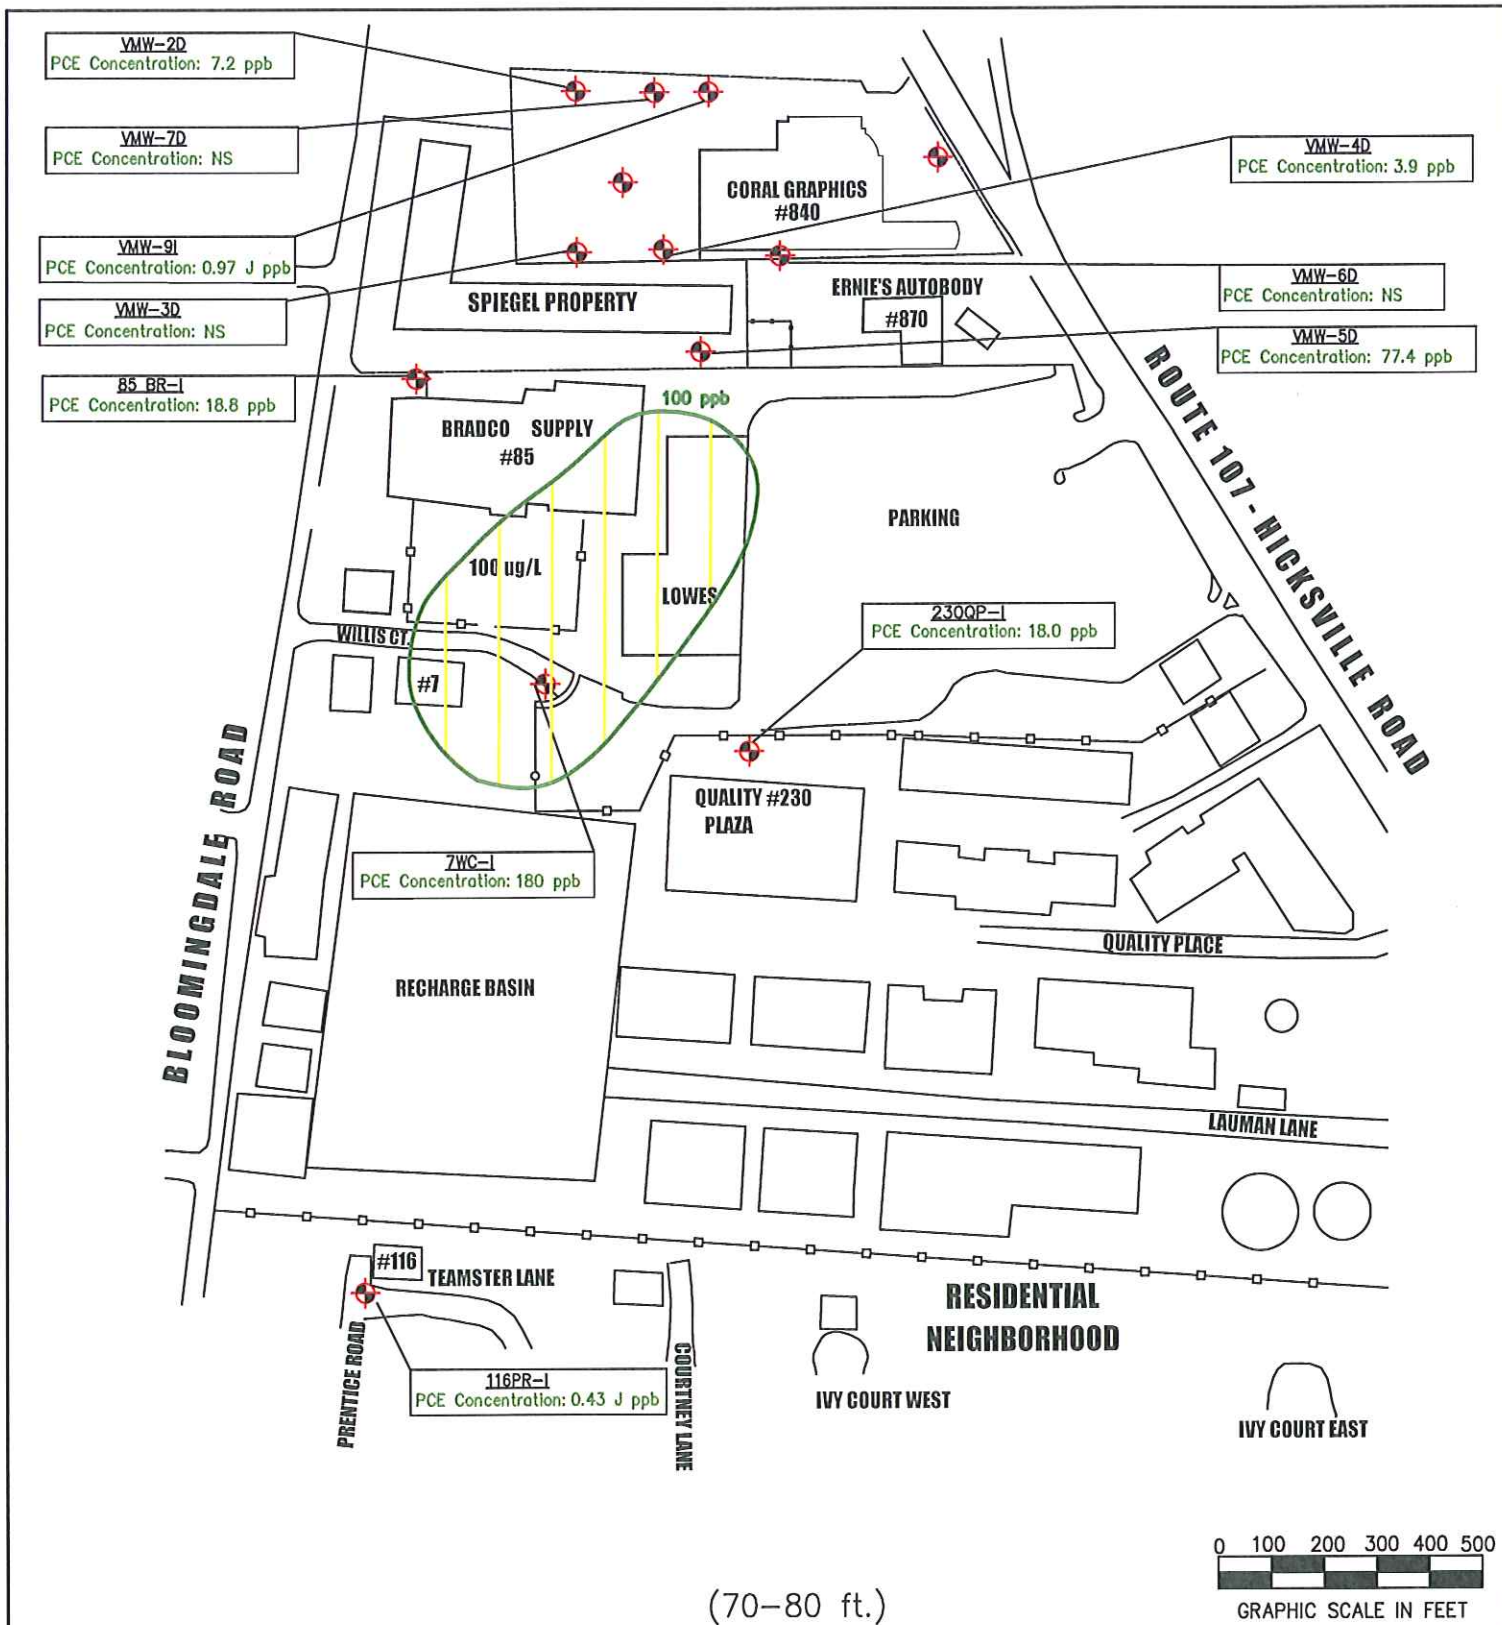 VMW-2D
PCE Concentration: 7.2 ppb
VMW-7D
PCE Concentration: NS
VMW-4D
PCE Concentration: 3.9 ppb
CORAL GRAPHICS
#840
VMW-9I
PCE Concentration: 0.97 J ppb
VMW-6D
PCE Concentration: NS
VMW-3D
PCE Concentration: NS
SPIEGEL PROPERTY
ERNIE'S AUTOBODY
#870
VMW-5D
PCE Concentration: 77.4 ppb
85 BR-I
PCE Concentration: 18.8 ppb
100 ppb
BRADCO SUPPLY
#85
ROUTE 107 - HICKSVILLE ROAD
PARKING
100 ug/L
LOWES
WILLIS CT.
#7
230QP-I
PCE Concentration: 18.0 ppb
BLOOMINGDALE ROAD
QUALITY #230
PLAZA
7WC-I
PCE Concentration: 180 ppb
QUALITY PLACE
RECHARGE BASIN
LAUMAN LANE
#116
TEAMSTER LANE
RESIDENTIAL
NEIGHBORHOOD
PRENTICE ROAD
116PR-I
PCE Concentration: 0.43 J ppb
COURTNEY LANE
IVY COURT WEST
IVY COURT EAST
0 100 200 300 400 500
GRAPHIC SCALE IN FEET
(70-80 ft.)